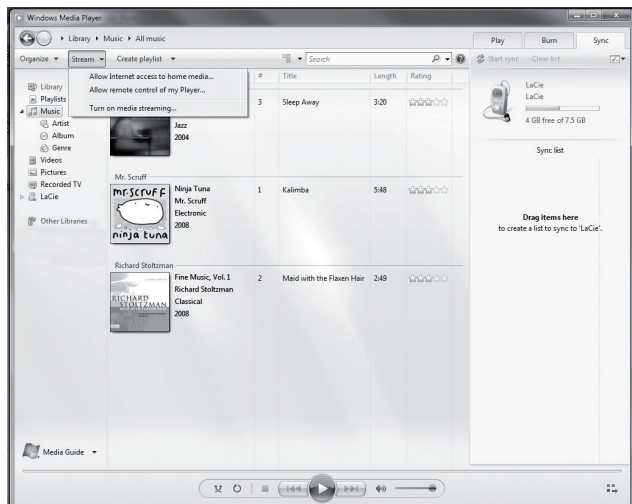 Windows Media Player
Library ▸ Music ▸ All music
Play
Burn
Sync
Organize
Stream
Create playlist
Search
Start sync
Clear list
Allow Internet access to home media...
Allow remote control of my Player...
Turn on media streaming...
#
Title
Length
Rating
Library
Playlists
Music
Artist
Album
Genre
Videos
Pictures
Recorded TV
LaCie
Other Libraries
Jazz
2004
3
Sleep Away
3:20
Mr. Scruff
mr.scruff
ninja tuna
Ninja Tuna
Mr. Scruff
Electronic
2008
1
Kalimba
5:48
Richard Stoltzman
RICHARD
STOLTZMAN
Fine Music, Vol. 1
Richard Stoltzman
Classical
2008
2
Maid with the Flaxen Hair
2:49
LaCie
LaCie
4 GB free of 7.5 GB
Sync list
Drag items here
to create a list to sync to 'LaCie'.
Media Guide